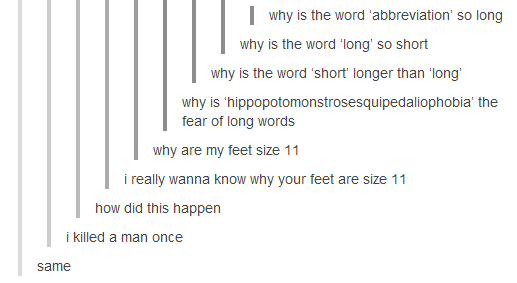 why is the word ‘abbreviation’ so long
why is the word ‘long’ so short
why is the word ‘short’ longer than ‘long’
why is ‘hippopotomonstrosesquipedaliophobia’ the
fear of long words
why are my feet size 11
i really wanna know why your feet are size 11
how did this happen
i killed a man once
same